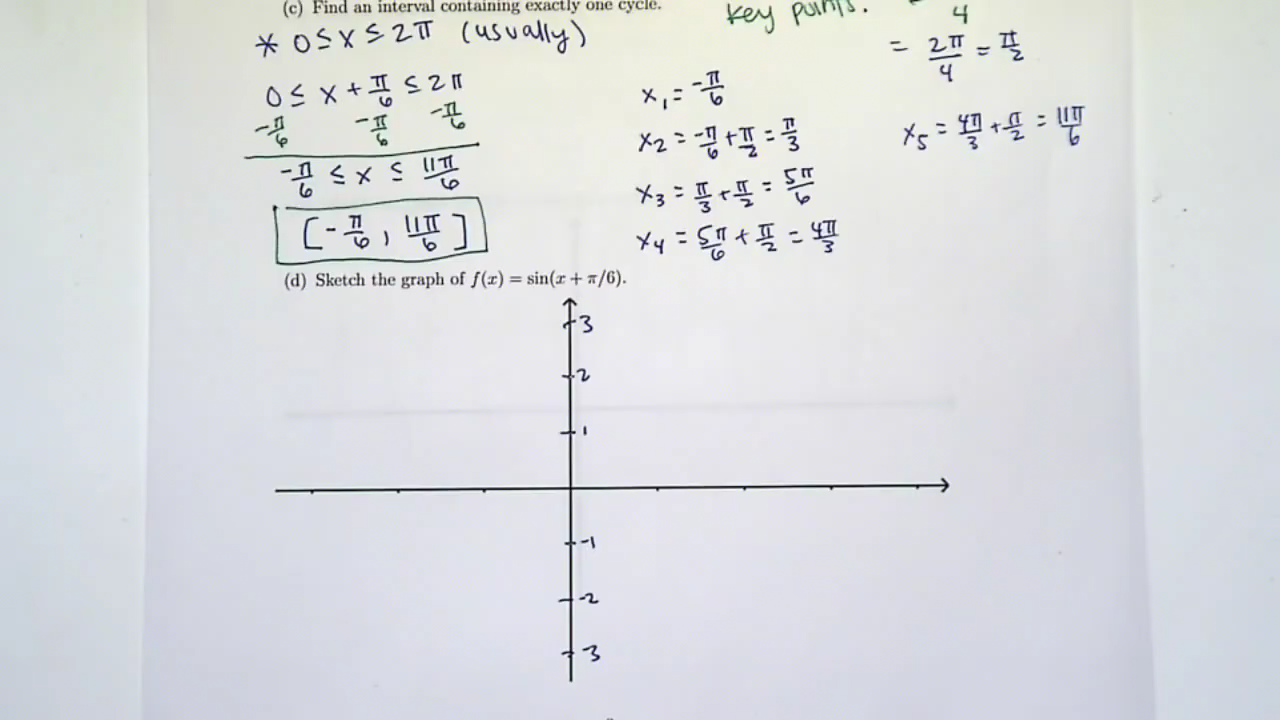 (c) Find an interval containing exactly one cycle.
* 0 ≤ x ≤ 2π (usually)
0 ≤ x + π/6 ≤ 2π
-π/6 -π/6 -π/6
-π/6 ≤ x ≤ 11π/6
[-π/6, 11π/6]
key points:
4
= 2π/4 = π/2
x₁ = -π/6
x₂ = -π/6 + π/2 = π/3
x₃ = π/3 + π/2 = 5π/6
x₄ = 5π/6 + π/2 = 4π/3
x₅ = 4π/3 + π/2 = 11π/6
(d) Sketch the graph of f(x) = sin(x + π/6).
3
2
1
-1
-2
3